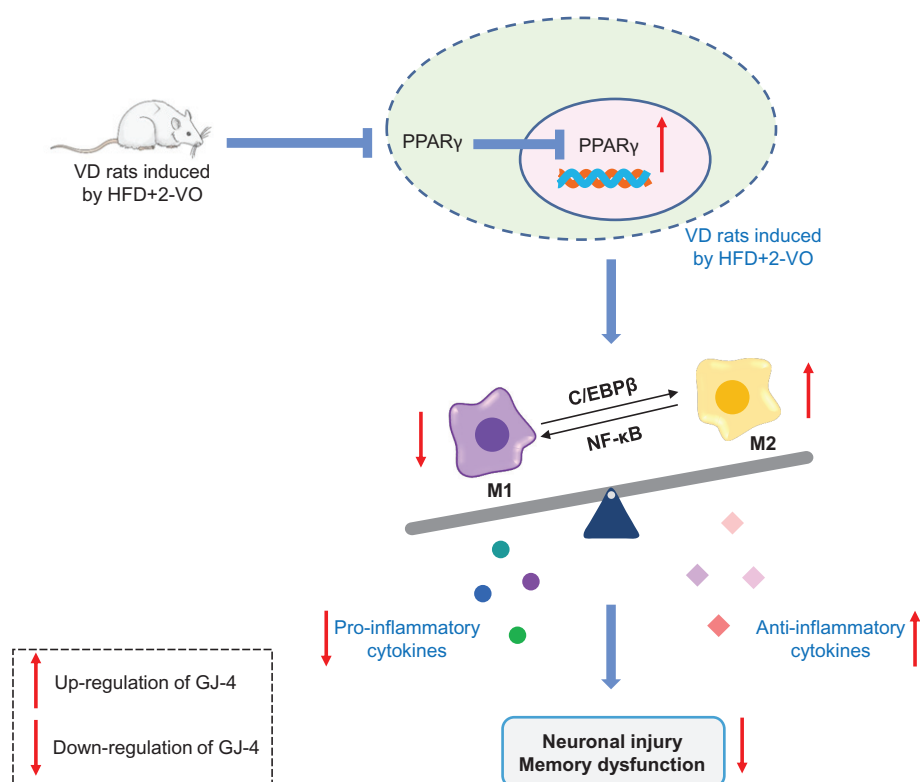 VD rats induced
by HFD+2-VO
PPARγ
PPARγ
VD rats induced
by HFD+2-VO
C/EBPβ
NF-κB
M1
M2
Pro-inflammatory
cytokines
Anti-inflammatory
cytokines
Up-regulation of GJ-4
Down-regulation of GJ-4
Neuronal injury
Memory dysfunction